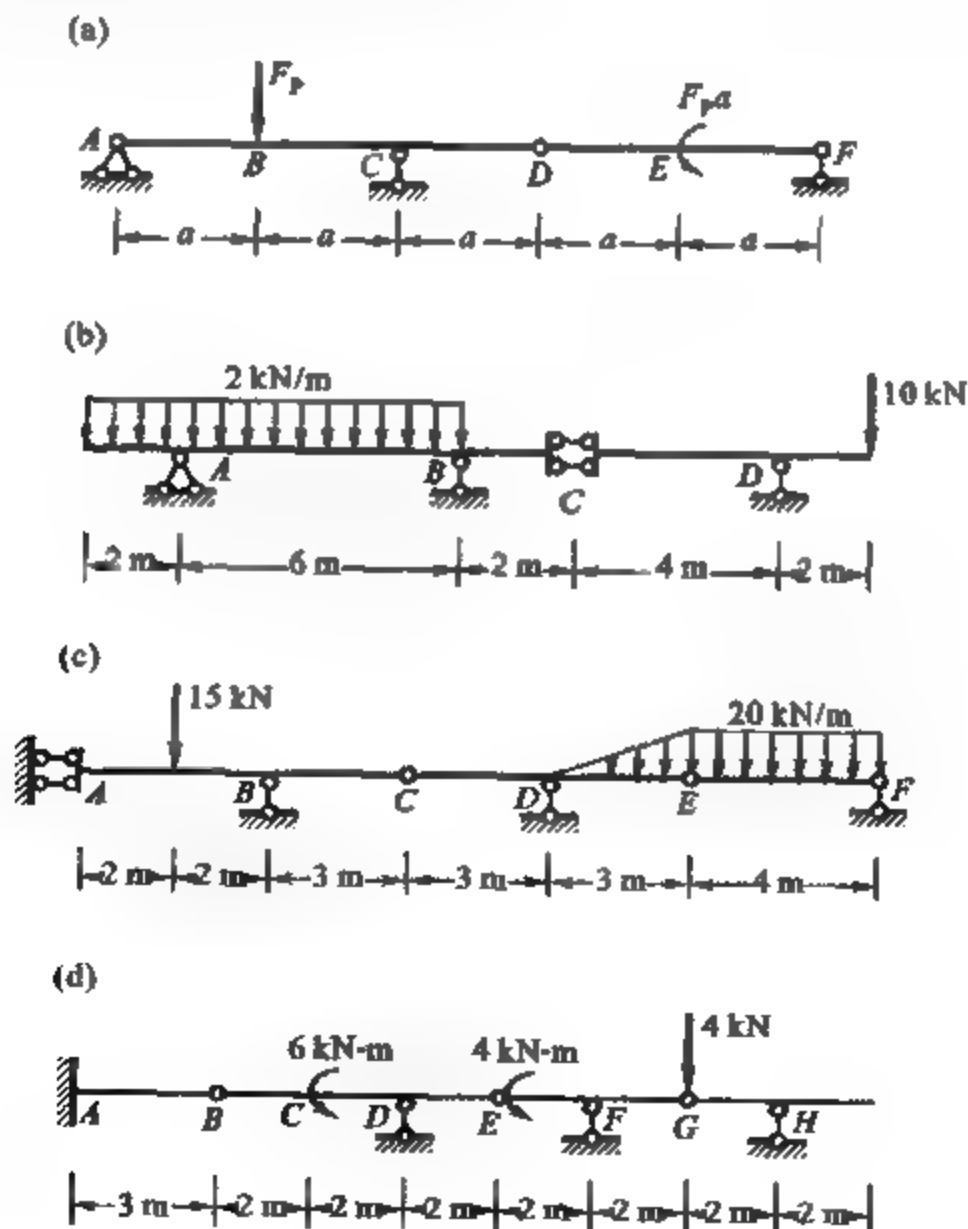 (a)
F_P F_P a
A B C D E F
a a a a a
(b)
2 kN/m 10 kN
A B C D
2 m 6 m 2 m 4 m 2 m
(c)
15 kN 20 kN/m
A B C D E F
2 m 2 m 3 m 3 m 3 m 4 m
(d)
6 kN-m 4 kN-m 4 kN
A B C D E F G H
3 m 2 m 2 m 2 m 2 m 2 m 2 m 2 m